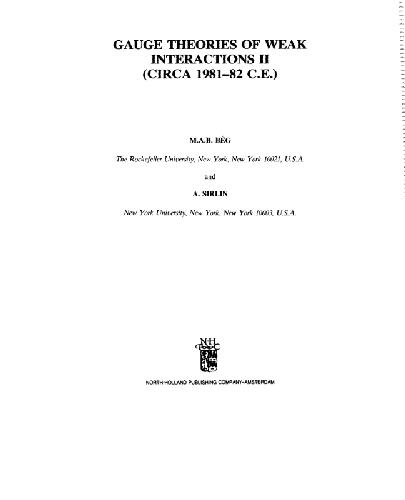 GAUGE THEORIES OF WEAK
INTERACTIONS II
(CIRCA 1981–82 C.E.)
M.A.B. BÉG
The Rockefeller University, New York, New York 10021, U.S.A.
and
A. SIRLIN
New York University, New York, New York 10003, U.S.A.
NORTH-HOLLAND PUBLISHING COMPANY-AMSTERDAM